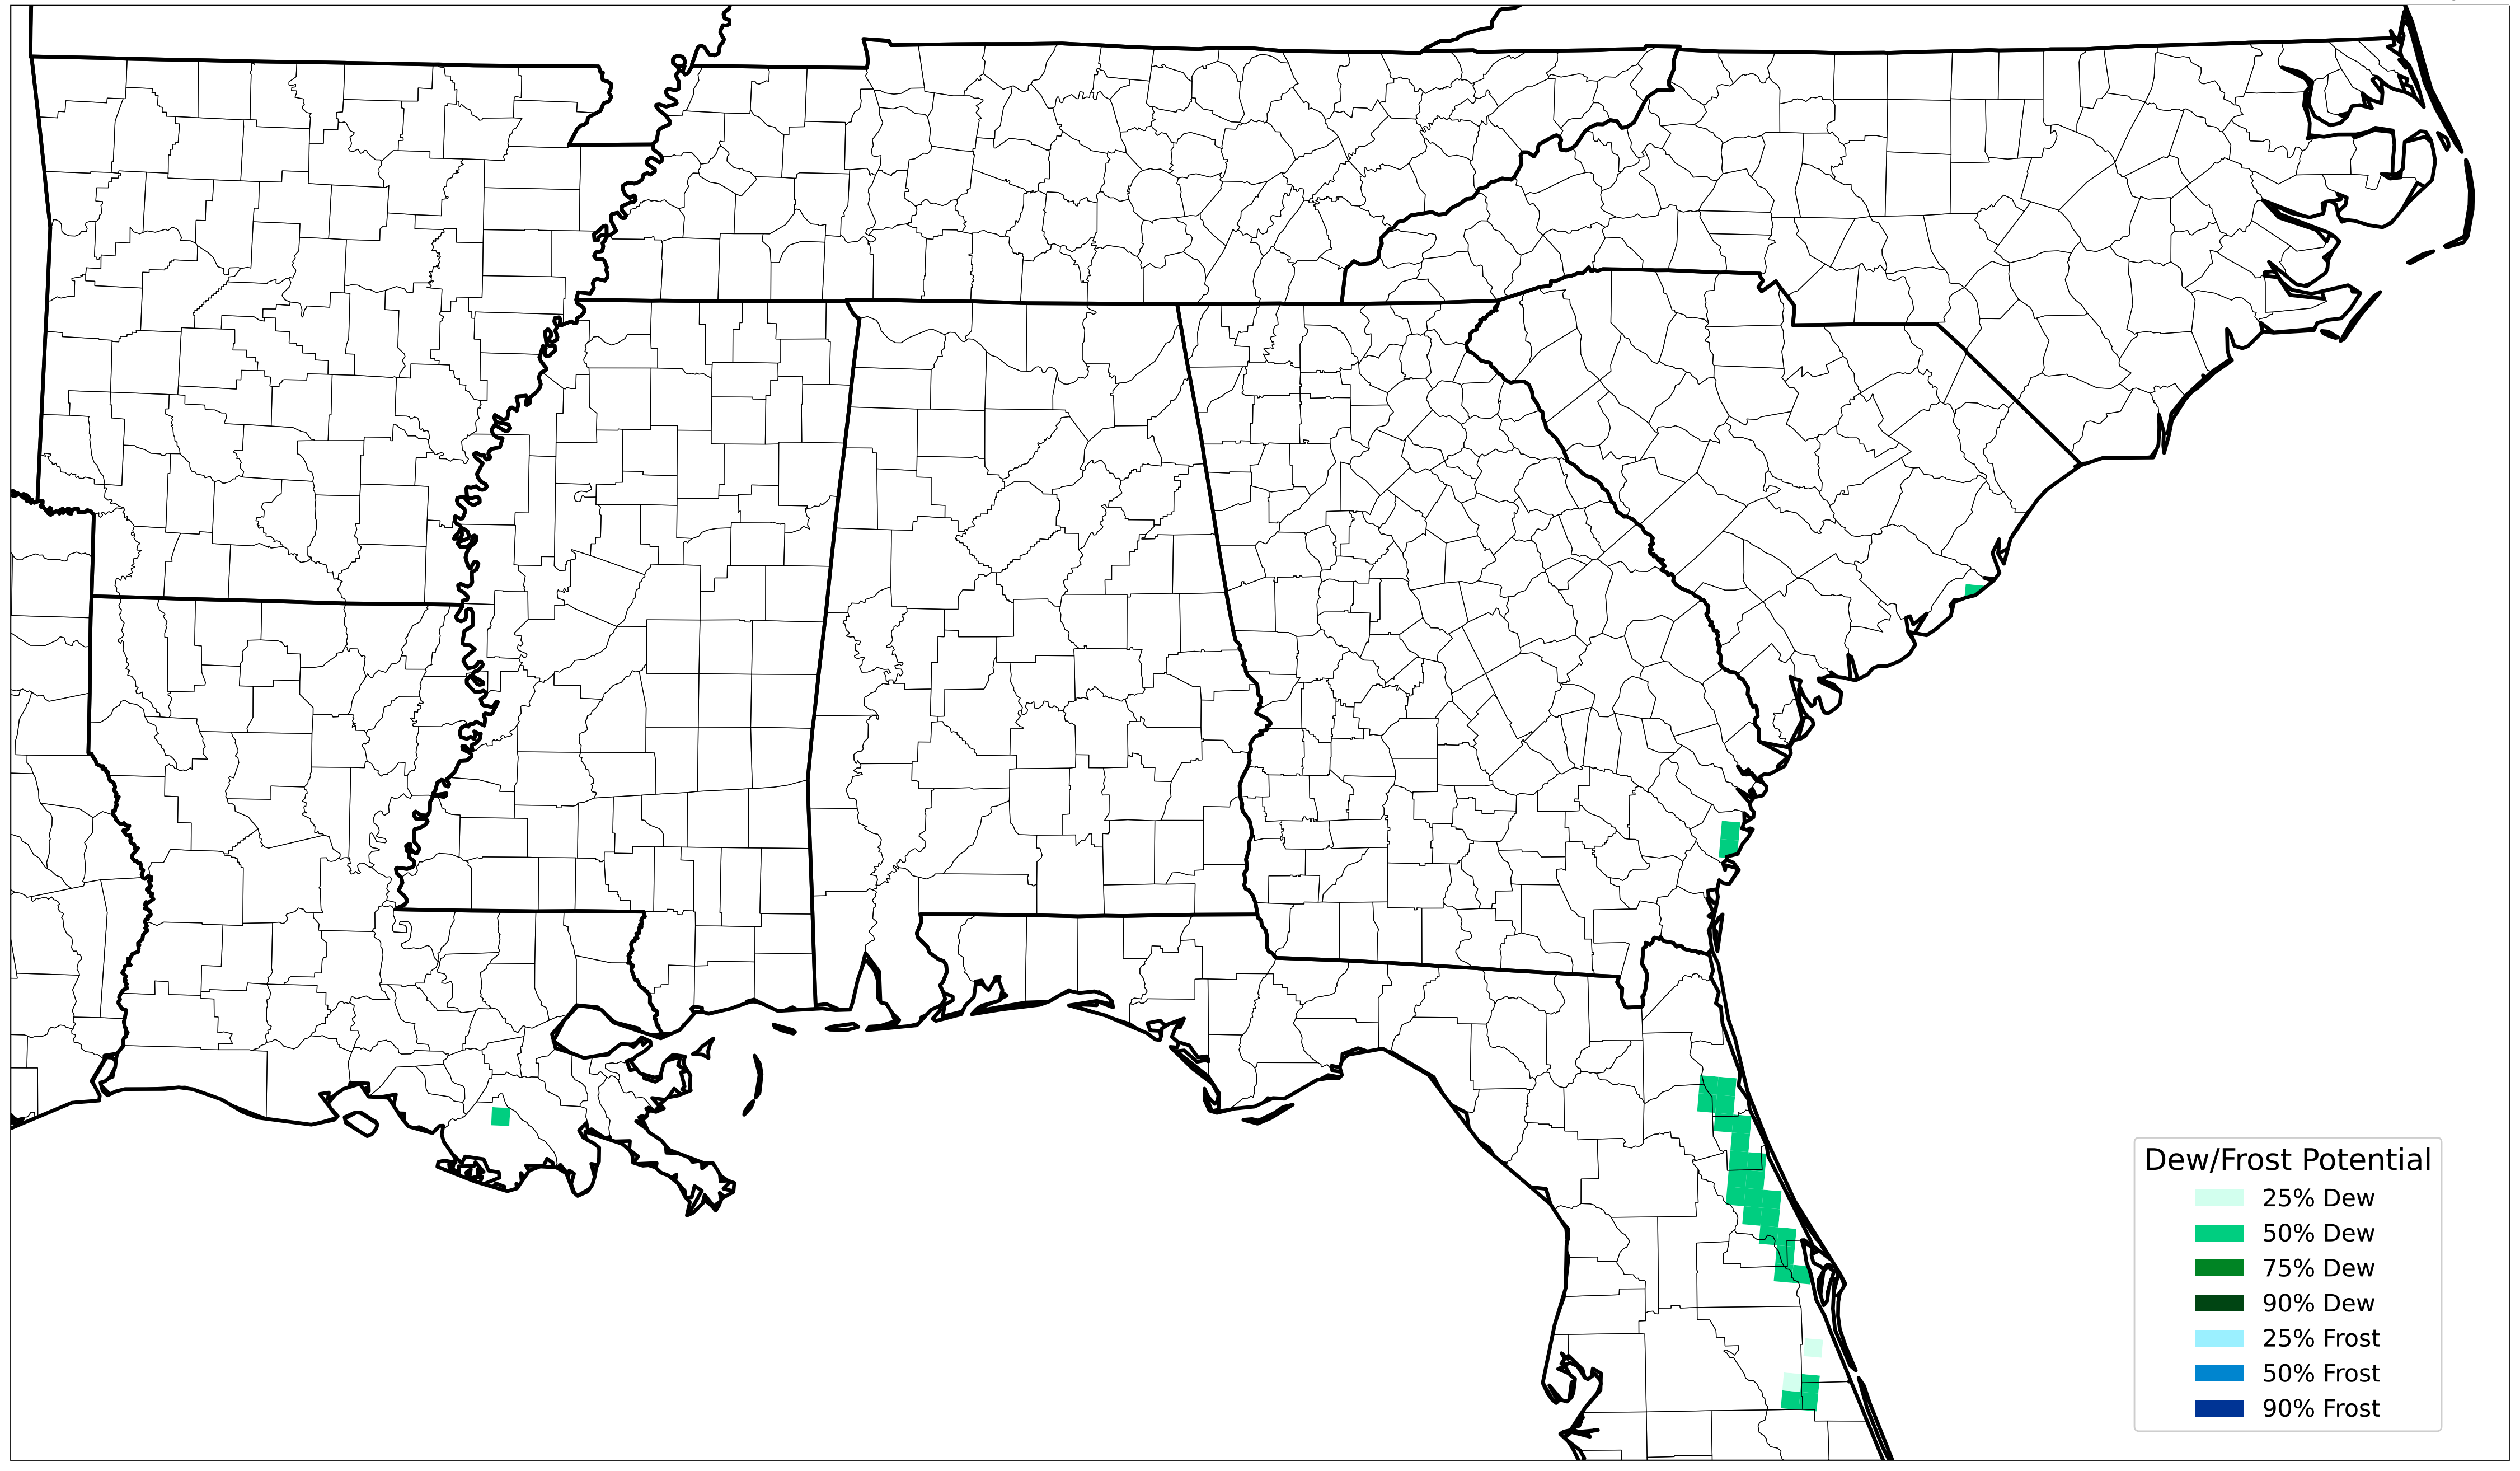 Dew/Frost Potential
25% Dew
50% Dew
75% Dew
90% Dew
25% Frost
50% Frost
90% Frost